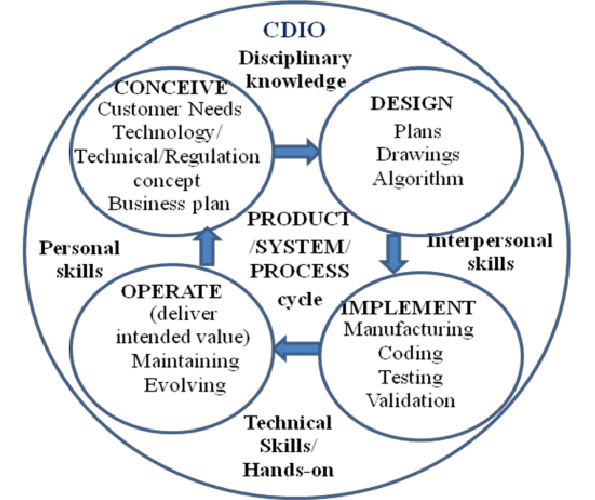 CDIO
Disciplinary
knowledge
CONCEIVE
Customer Needs
Technology/
Technical/Regulation
concept
Business plan
DESIGN
Plans
Drawings
Algorithm
PRODUCT
/SYSTEM/
PROCESS
cycle
Personal
skills
Interpersonal
skills
OPERATE
(deliver
intended value)
Maintaining
Evolving
IMPLEMENT
Manufacturing
Coding
Testing
Validation
Technical
Skills/
Hands-on